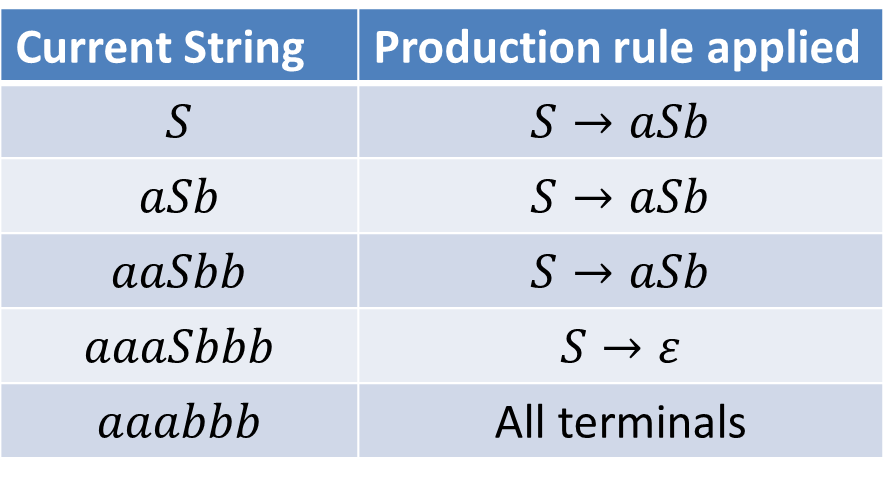 Current String Production rule applied
S S → aSb
aSb S → aSb
aaSbb S → aSb
aaaSbbb S → ε
aaabbb All terminals